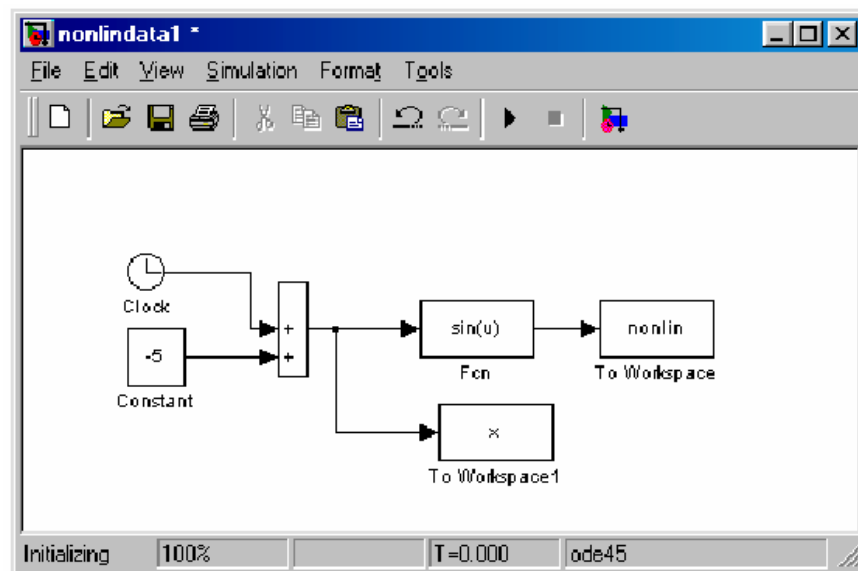 nonlindata1 *
File Edit View Simulation Format Tools
Clock
+
+
-5
Constant
sin(u)
Fcn
nonlin
To Workspace
x
To Workspace1
Initializing 100% T=0.000 ode45